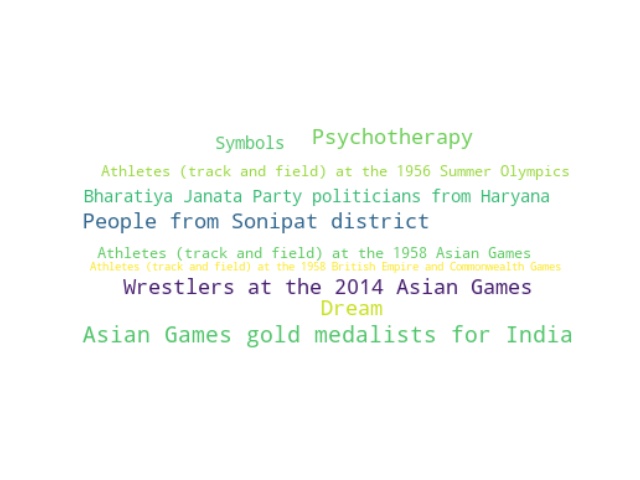 Symbols Psychotherapy
Athletes (track and field) at the 1956 Summer Olympics
Bharatiya Janata Party politicians from Haryana
People from Sonipat district
Athletes (track and field) at the 1958 Asian Games
Athletes (track and field) at the 1958 British Empire and Commonwealth Games
Wrestlers at the 2014 Asian Games
Dream
Asian Games gold medalists for India